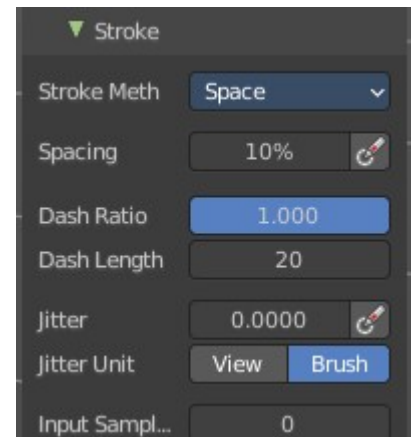 Stroke
Stroke Meth Space
Spacing 10%
Dash Ratio 1.000
Dash Length 20
Jitter 0.0000
Jitter Unit View Brush
Input Sampl... 0